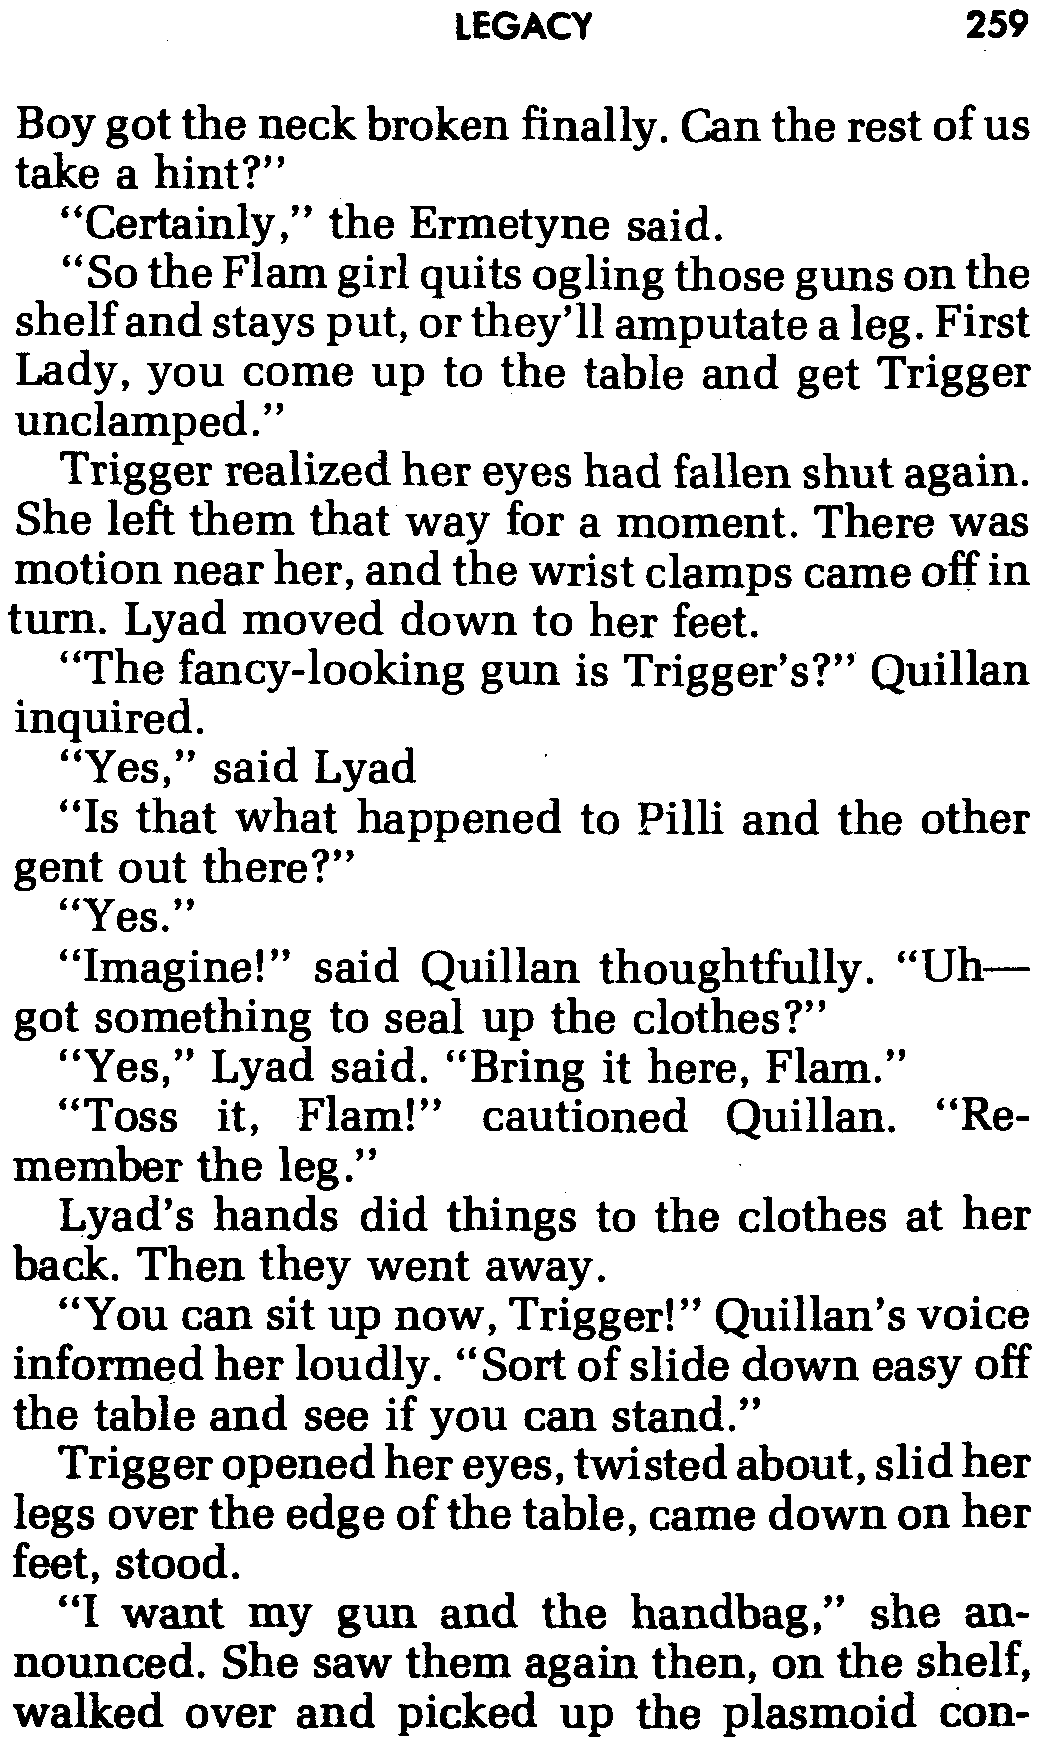 LEGACY 259
Boy got the neck broken finally. Can the rest of us
take a hint?”
“Certainly,” the Ermetyne said.
“So the Flam girl quits ogling those guns on the
shelf and stays put, or they’ll amputate a leg. First
Lady, you come up to the table and get Trigger
unclamped.”
Trigger realized her eyes had fallen shut again.
She left them that way for a moment. There was
motion near her, and the wrist clamps came off in
turn. Lyad moved down to her feet.
“The fancy-looking gun is Trigger’s?” Quillan
inquired.
“Yes,” said Lyad
“Is that what happened to Pilli and the other
gent out there?”
“Yes.”
“Imagine!” said Quillan thoughtfully. “Uh—
got something to seal up the clothes?”
“Yes,” Lyad said. “Bring it here, Flam.”
“Toss it, Flam!” cautioned Quillan. “Re-
member the leg.”
Lyad’s hands did things to the clothes at her
back. Then they went away.
“You can sit up now, Trigger!” Quillan’s voice
informed her loudly. “Sort of slide down easy off
the table and see if you can stand.”
Trigger opened her eyes, twisted about, slid her
legs over the edge of the table, came down on her
feet, stood.
“I want my gun and the handbag,” she an-
nounced. She saw them again then, on the shelf,
walked over and picked up the plasmoid con-